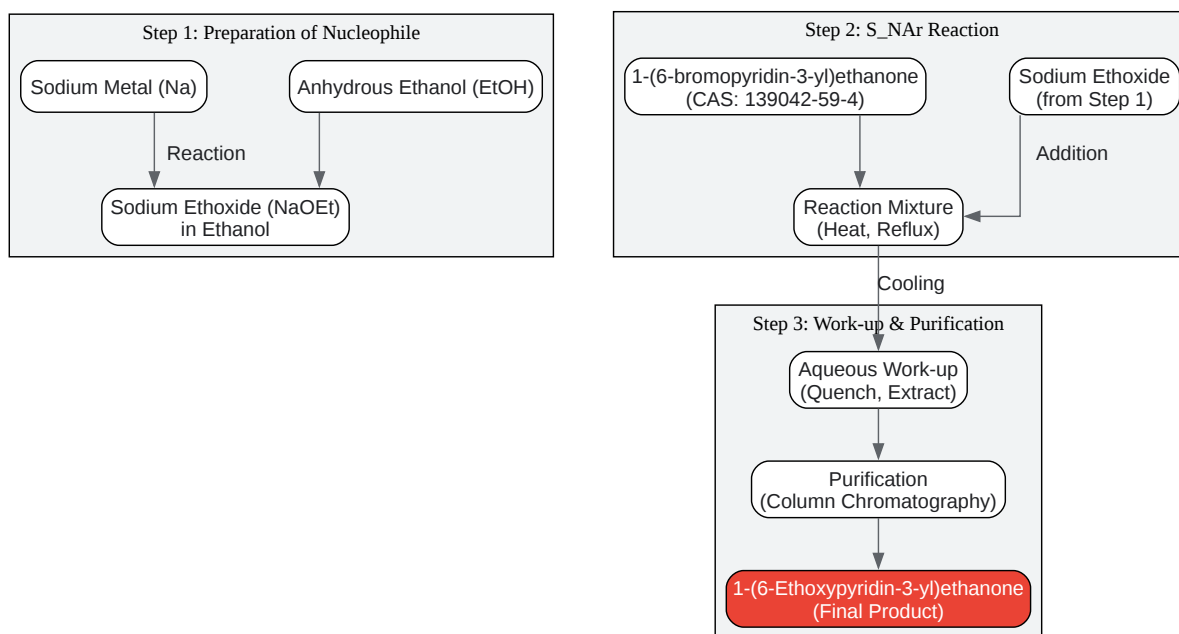 Step 1: Preparation of Nucleophile
Sodium Metal (Na)
Anhydrous Ethanol (EtOH)
Reaction
Sodium Ethoxide (NaOEt)
in Ethanol
Step 2: S_NAr Reaction
1-(6-bromopyridin-3-yl)ethanone
(CAS: 139042-59-4)
Sodium Ethoxide
(from Step 1)
Addition
Reaction Mixture
(Heat, Reflux)
Cooling
Step 3: Work-up & Purification
Aqueous Work-up
(Quench, Extract)
Purification
(Column Chromatography)
1-(6-Ethoxypyridin-3-yl)ethanone
(Final Product)